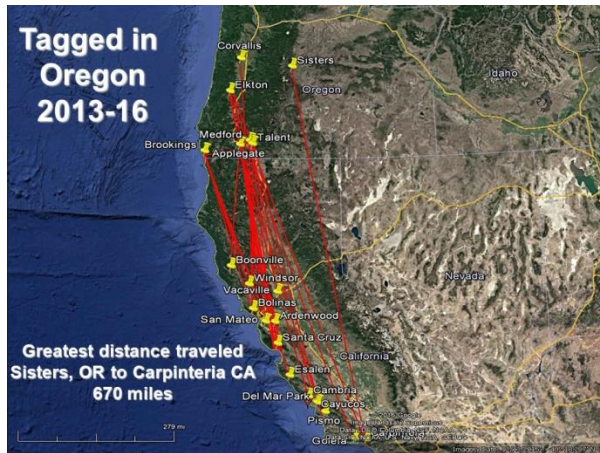 Tagged in
Oregon
2013-16
Corvallis
Sisters
Idaho
Elkton
Oregon
Medford
Talent
Brookings
Applegate
Boonville
Windsor
Nevada
Vacaville
Bolinas
San Mateo
Ardenwood
Santa Cruz
Greatest distance traveled
Sisters, OR to Carpinteria CA
670 miles
California
Esalen
Cambria
Del Mar Park
Cayucos
Pismo
Goleta
279 mi